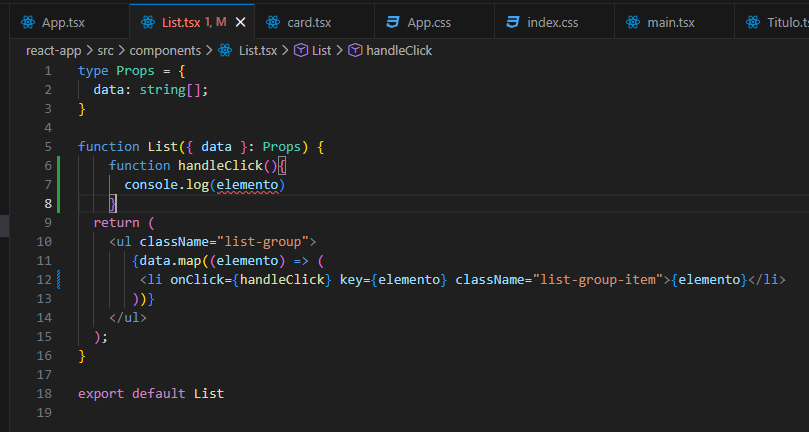 App.tsx List.tsx 1, M card.tsx App.css index.css main.tsx Titulo.t
react-app > src > components > List.tsx > List > handleClick
1 type Props = {
2   data: string[];
3 }
4
5 function List({ data }: Props) {
6     function handleClick(){
7       console.log(elemento)
8     }
9   return (
10     <ul className="list-group">
11        {data.map((elemento) => (
12         <li onClick={handleClick} key={elemento} className="list-group-item">{elemento}</li>
13        ))}
14     </ul>
15   );
16 }
17
18 export default List
19